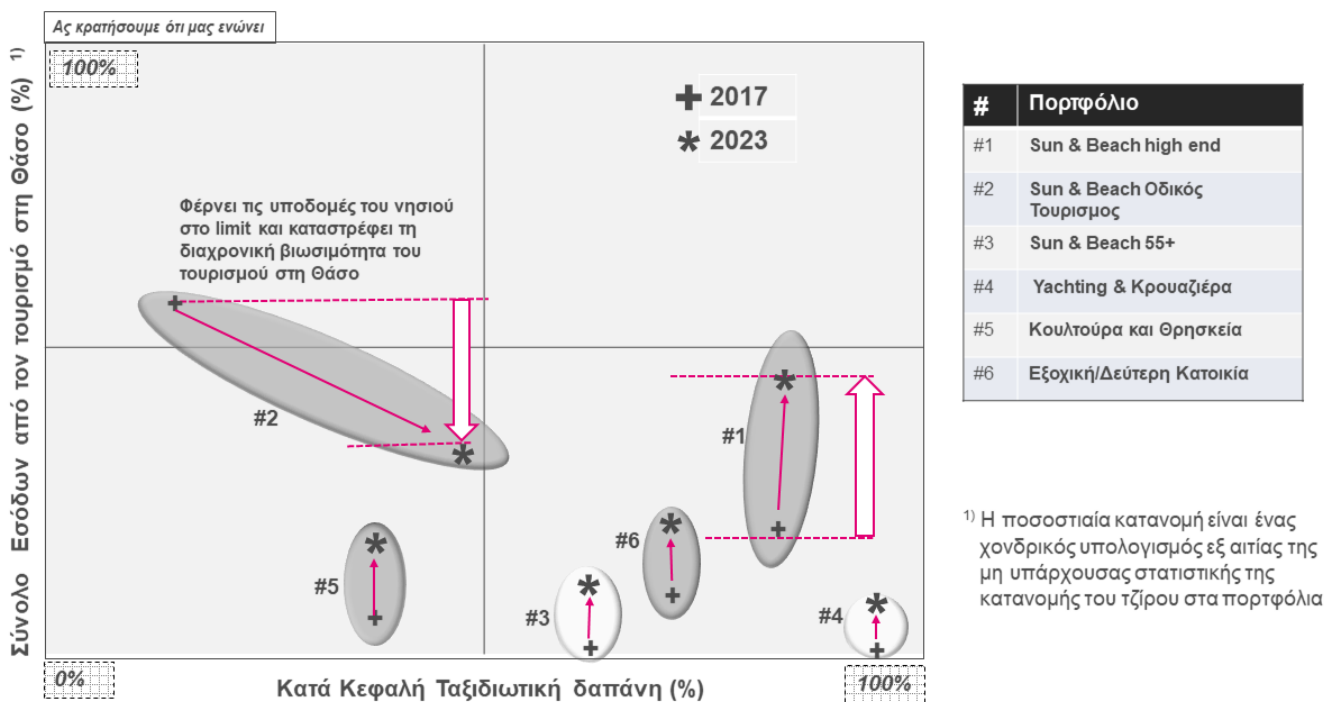 Ας κρατήσουμε ότι μας ενώνει
Σύνολο Εσόδων από τον τουρισμό στη Θάσο (%) 1)
100%
+ 2017
* 2023
Φέρνει τις υποδομές του νησιού
στο limit και καταστρέφει τη
διαχρονική βιωσιμότητα του
τουρισμού στη Θάσο
#2
#1
#6
#5
#3
#4
0%
Κατά Κεφαλή Ταξιδιωτική δαπάνη (%)
100%
# Πορτφόλιο
#1 Sun & Beach high end
#2 Sun & Beach Οδικός
Τουρισμος
#3 Sun & Beach 55+
#4 Yachting & Κρουαζιέρα
#5 Κουλτούρα και Θρησκεία
#6 Εξοχική/Δεύτερη Κατοικία
1) Η ποσοστιαία κατανομή είναι ένας
χονδρικός υπολογισμός εξ αιτίας της
μη υπάρχουσας στατιστικής της
κατανομής του τζίρου στα πορτφόλια